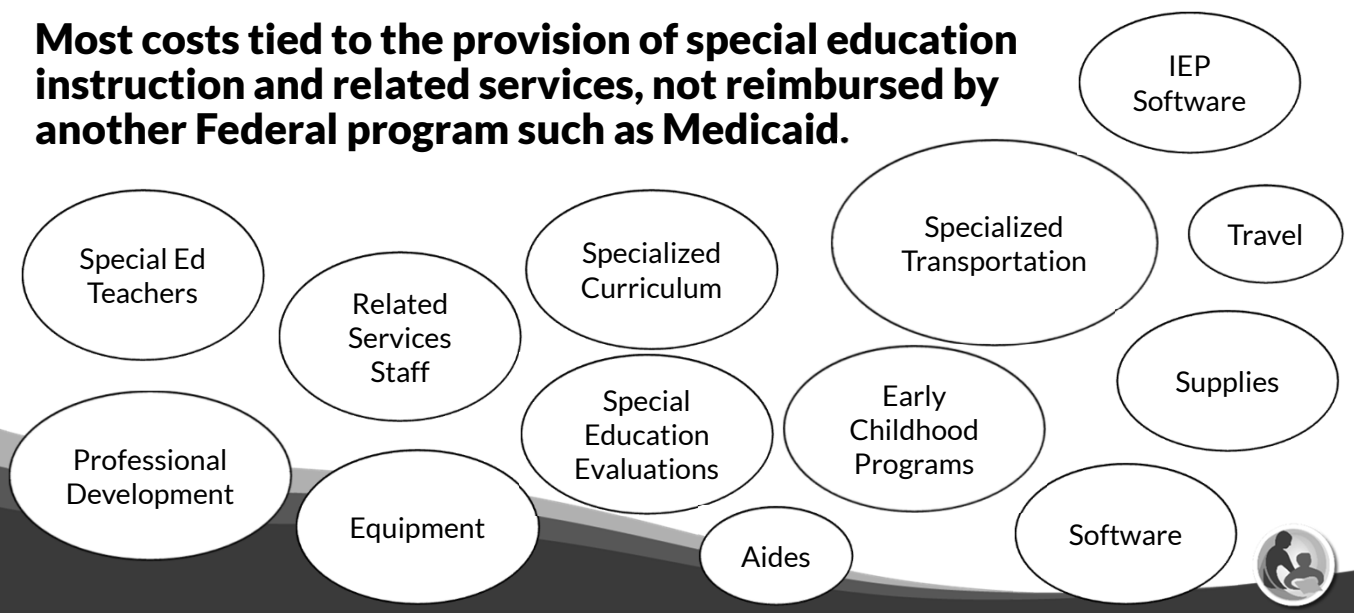 Most costs tied to the provision of special education
instruction and related services, not reimbursed by
another Federal program such as Medicaid.
IEP
Software
Special Ed
Teachers
Related
Services
Staff
Specialized
Curriculum
Specialized
Transportation
Travel
Professional
Development
Equipment
Special
Education
Evaluations
Early
Childhood
Programs
Supplies
Aides
Software